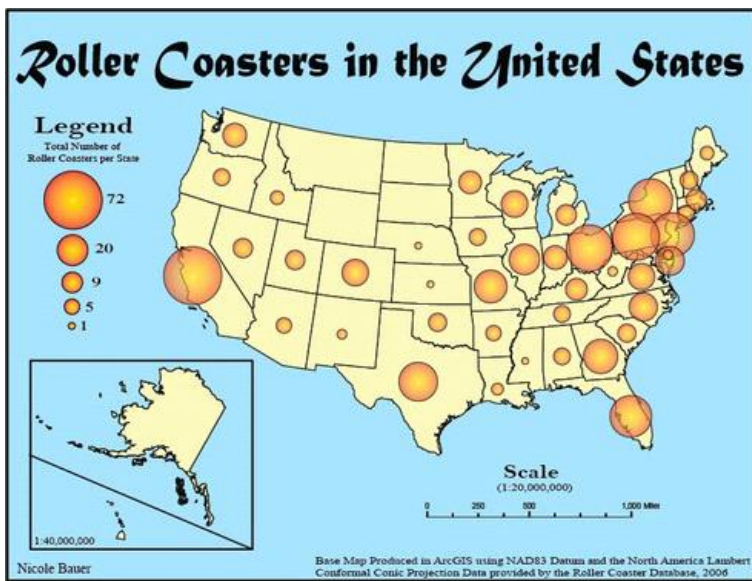 Roller Coasters in the United States
Legend
Total Number of
Roller Coasters per State
72
20
9
5
1
Scale
(1:20,000,000)
0 250 500 1,000 Miles
1:40,000,000
Nicole Bauer
Base Map Produced in ArcGIS using NAD83 Datum and the North America Lambert
Conformal Conic Projection Data provided by the Roller Coaster Database, 2006